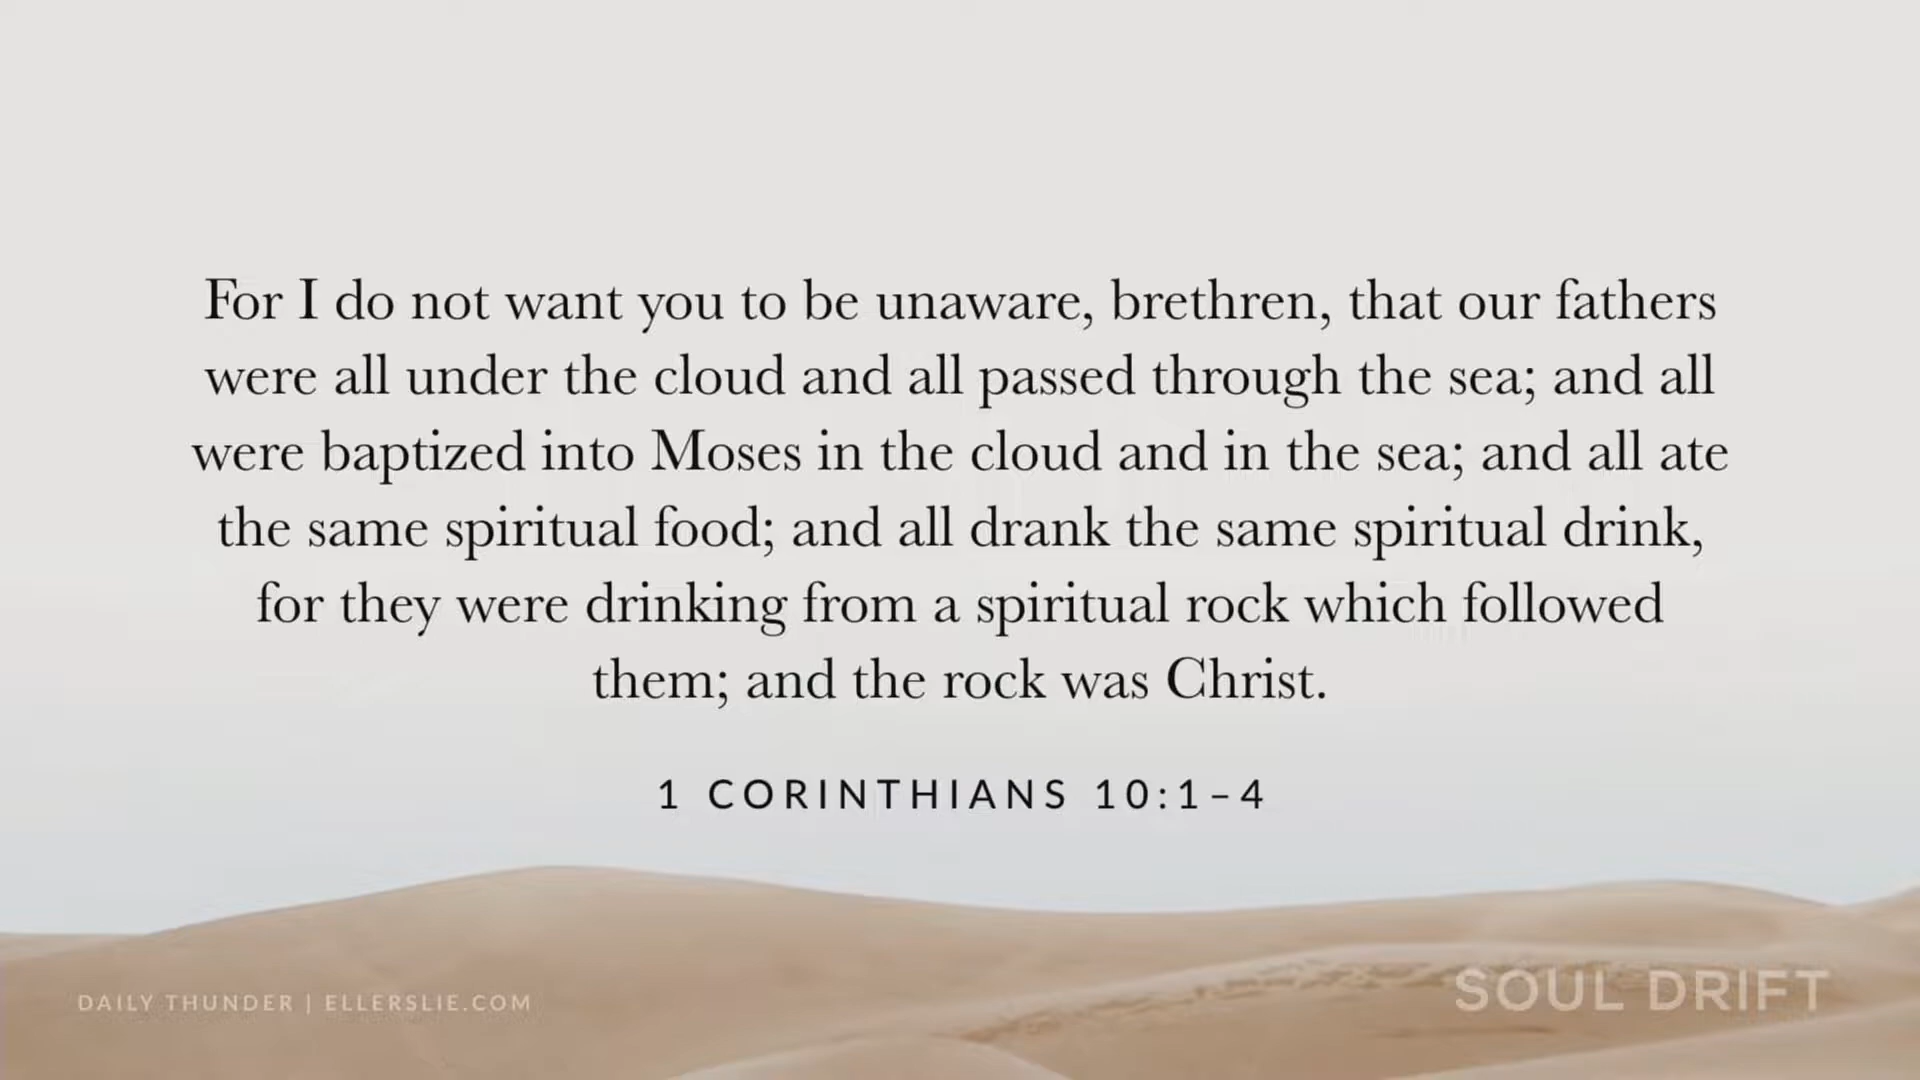 For I do not want you to be unaware, brethren, that our fathers
were all under the cloud and all passed through the sea; and all
were baptized into Moses in the cloud and in the sea; and all ate
the same spiritual food; and all drank the same spiritual drink,
for they were drinking from a spiritual rock which followed
them; and the rock was Christ.
1 CORINTHIANS 10:1–4
DAILY THUNDER | ELLERSLIE.COM
SOUL DRIFT